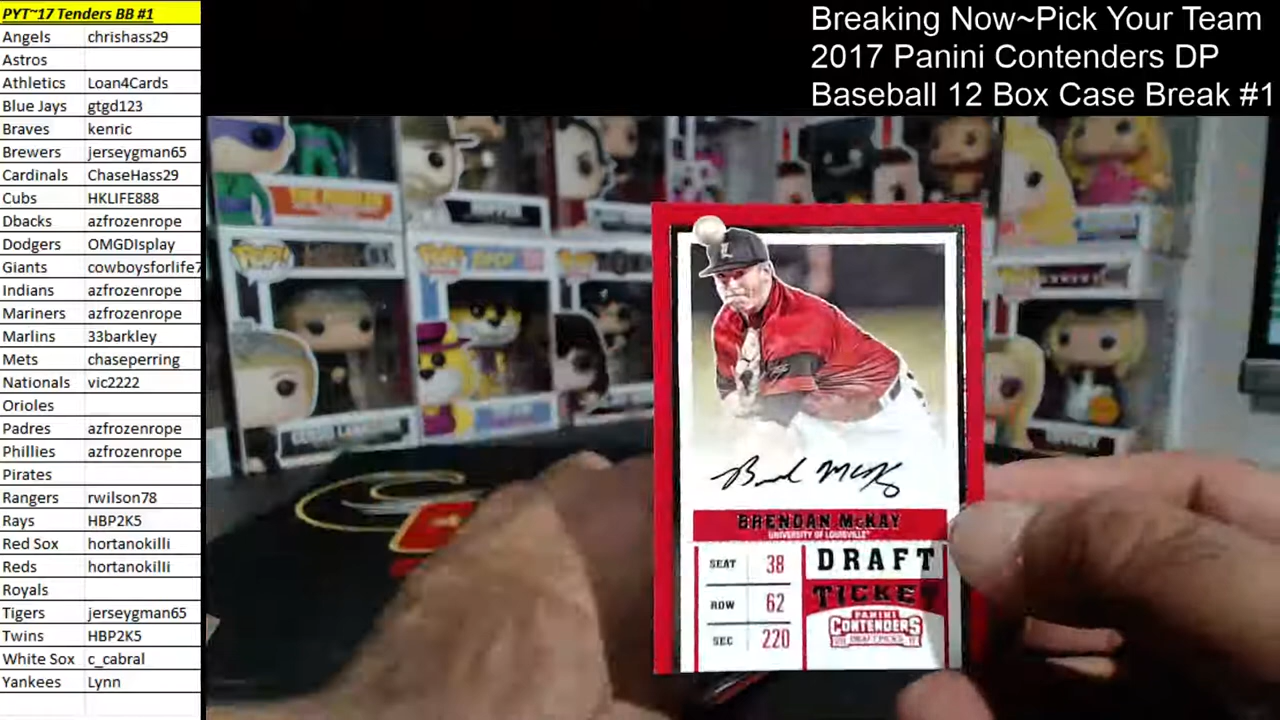 PYT~17 Tenders BB #1
Angels chrishass29
Astros
Athletics Loan4Cards
Blue Jays gtgd123
Braves kenric
Brewers jerseygman65
Cardinals ChaseHass29
Cubs HKLIFE888
Dbacks azfrozenrope
Dodgers OMGDIsplay
Giants cowboysforlife7
Indians azfrozenrope
Mariners azfrozenrope
Marlins 33barkley
Mets chaseperring
Nationals vic2222
Orioles
Padres azfrozenrope
Phillies azfrozenrope
Pirates
Rangers rwilson78
Rays HBP2K5
Red Sox hortanokilli
Reds hortanokilli
Royals
Tigers jerseygman65
Twins HBP2K5
White Sox c_cabral
Yankees Lynn
Breaking Now~Pick Your Team
2017 Panini Contenders DP
Baseball 12 Box Case Break #1
POP!
POP!
L
BRENDAN McKAY
UNIVERSITY OF LOUISVILLE
SEAT 38
ROW 62
SEC 220
DRAFT
TICKET
PANINI
CONTENDERS
DRAFT PICKS